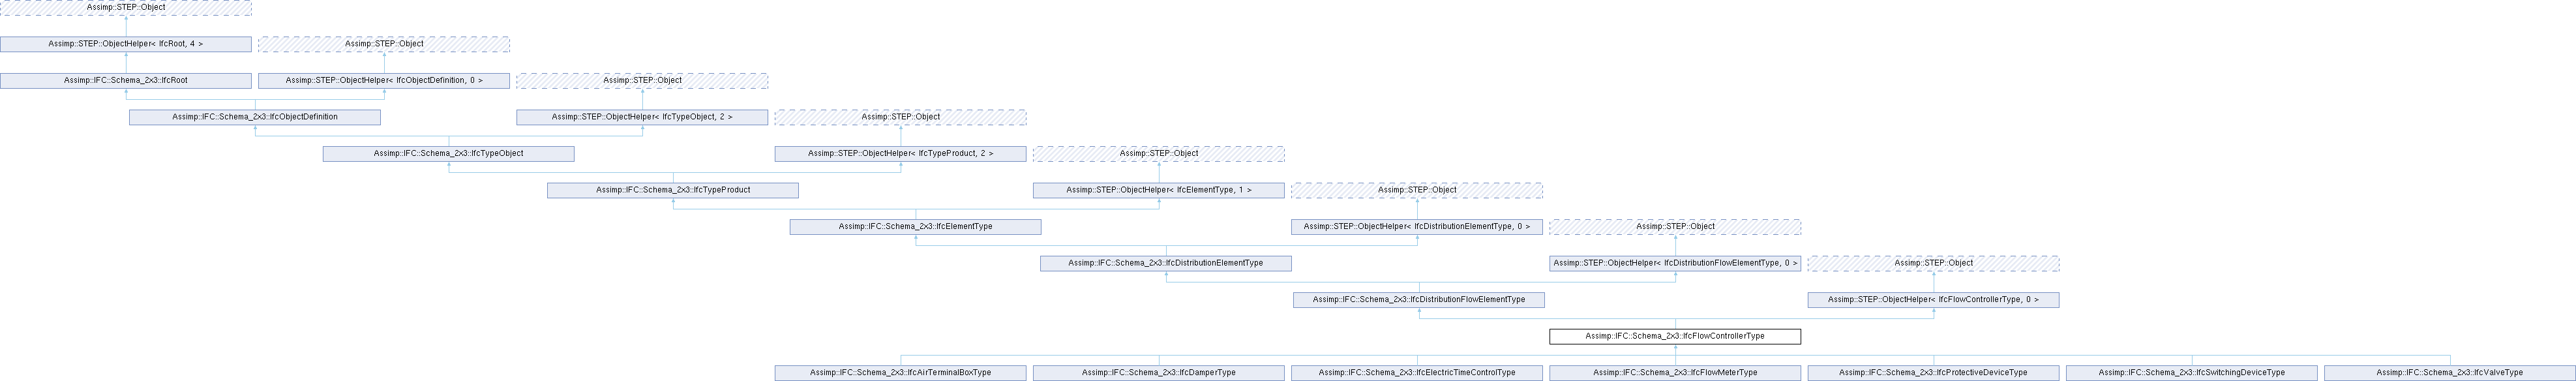 Assimp::STEP::Object
Assimp::STEP::ObjectHelper< IfcRoot, 4 >
Assimp::STEP::Object
Assimp::IFC::Schema_2x3::IfcRoot
Assimp::STEP::ObjectHelper< IfcObjectDefinition, 0 >
Assimp::STEP::Object
Assimp::IFC::Schema_2x3::IfcObjectDefinition
Assimp::STEP::ObjectHelper< IfcTypeObject, 2 >
Assimp::STEP::Object
Assimp::IFC::Schema_2x3::IfcTypeObject
Assimp::STEP::ObjectHelper< IfcTypeProduct, 2 >
Assimp::STEP::Object
Assimp::IFC::Schema_2x3::IfcTypeProduct
Assimp::STEP::ObjectHelper< IfcElementType, 1 >
Assimp::STEP::Object
Assimp::IFC::Schema_2x3::IfcElementType
Assimp::STEP::ObjectHelper< IfcDistributionElementType, 0 >
Assimp::STEP::Object
Assimp::IFC::Schema_2x3::IfcDistributionElementType
Assimp::STEP::ObjectHelper< IfcDistributionFlowElementType, 0 >
Assimp::STEP::Object
Assimp::IFC::Schema_2x3::IfcDistributionFlowElementType
Assimp::STEP::ObjectHelper< IfcFlowControllerType, 0 >
Assimp::IFC::Schema_2x3::IfcFlowControllerType
Assimp::IFC::Schema_2x3::IfcAirTerminalBoxType
Assimp::IFC::Schema_2x3::IfcDamperType
Assimp::IFC::Schema_2x3::IfcElectricTimeControlType
Assimp::IFC::Schema_2x3::IfcFlowMeterType
Assimp::IFC::Schema_2x3::IfcProtectiveDeviceType
Assimp::IFC::Schema_2x3::IfcSwitchingDeviceType
Assimp::IFC::Schema_2x3::IfcValveType